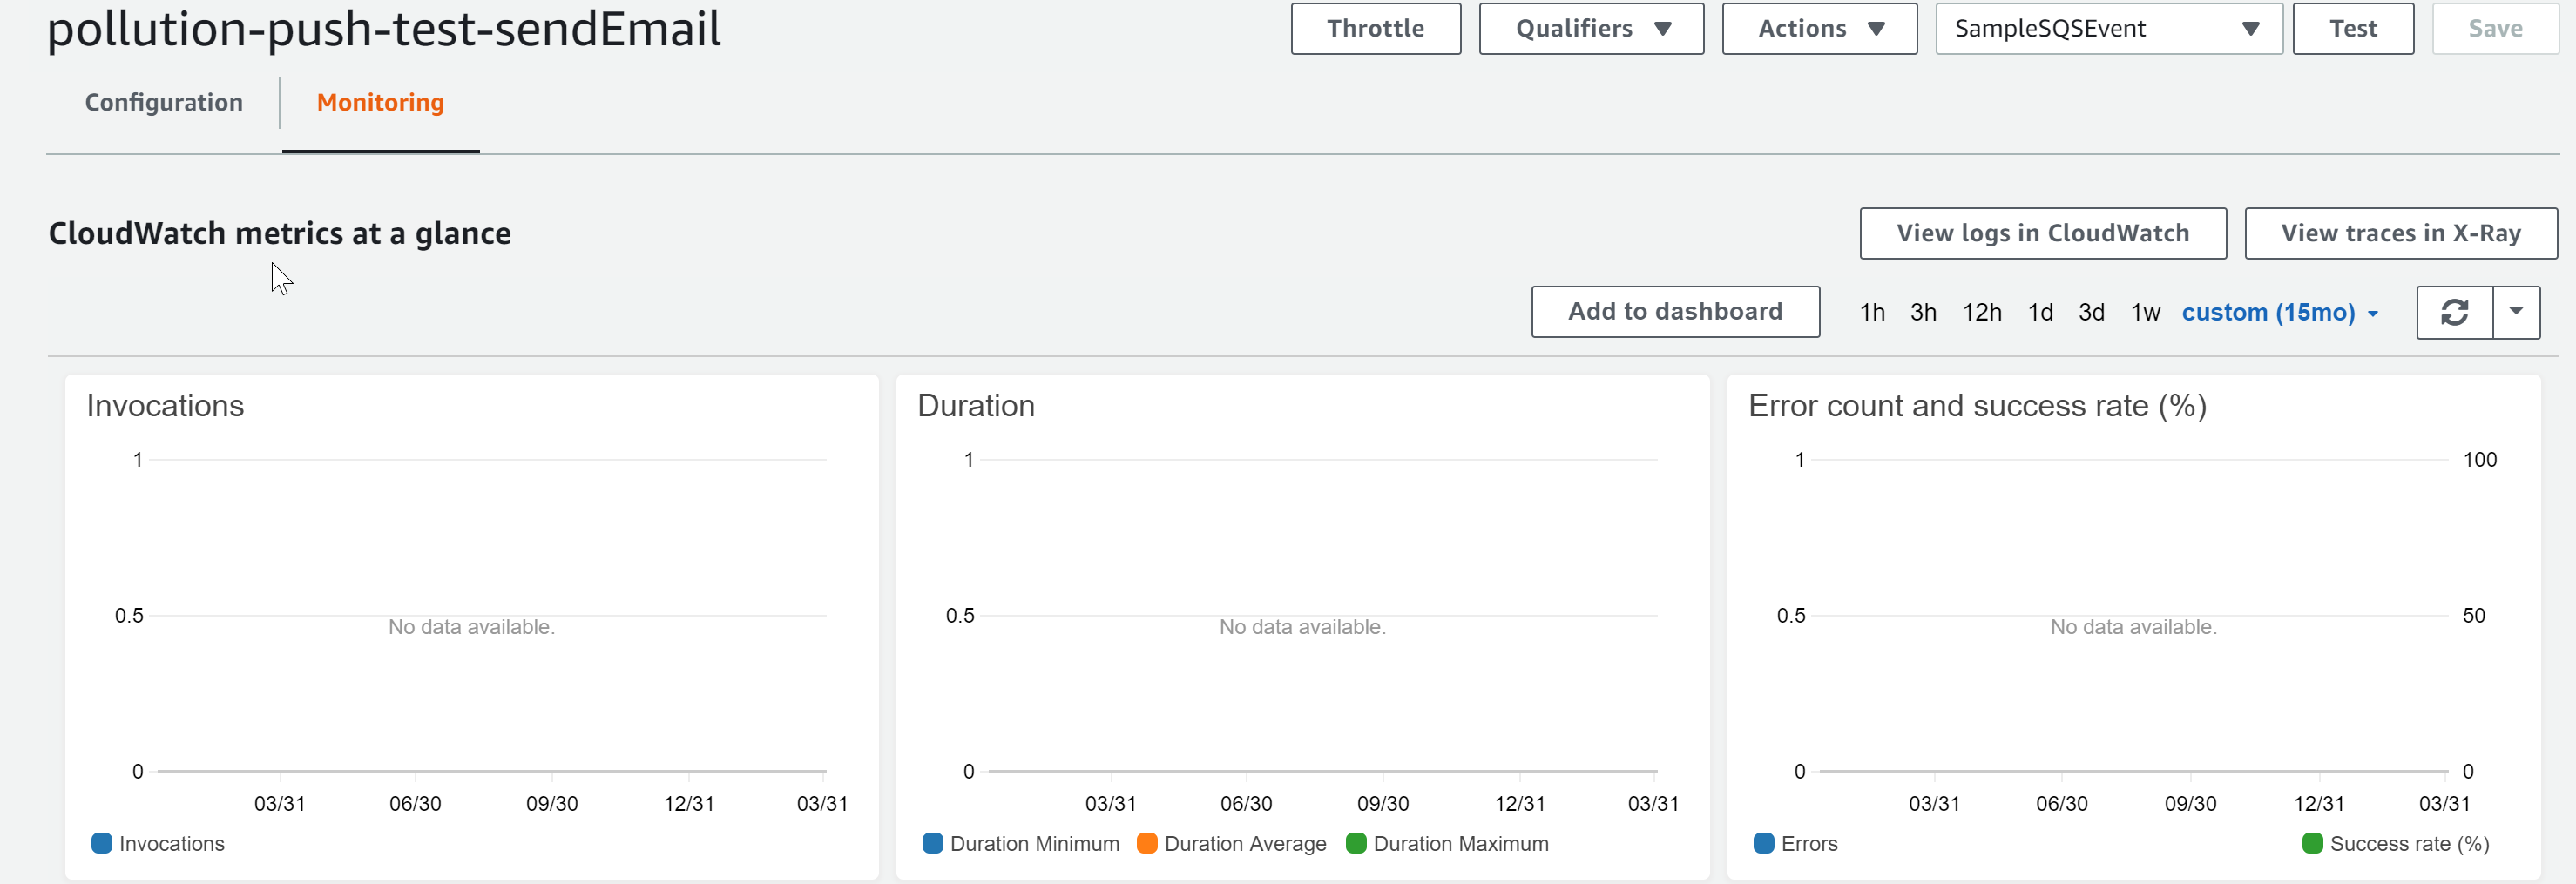 pollution-push-test-sendEmail
Throttle
Qualifiers
Actions
SampleSQSEvent
Test
Save
Configuration
Monitoring
CloudWatch metrics at a glance
View logs in CloudWatch
View traces in X-Ray
Add to dashboard
1h 3h 12h 1d 3d 1w custom (15mo)
Invocations
1
0.5
No data available.
0
03/31 06/30 09/30 12/31 03/31
Invocations
Duration
1
0.5
No data available.
0
03/31 06/30 09/30 12/31 03/31
Duration Minimum Duration Average Duration Maximum
Error count and success rate (%)
1 100
0.5 50
No data available.
0 0
03/31 06/30 09/30 12/31 03/31
Errors Success rate (%)